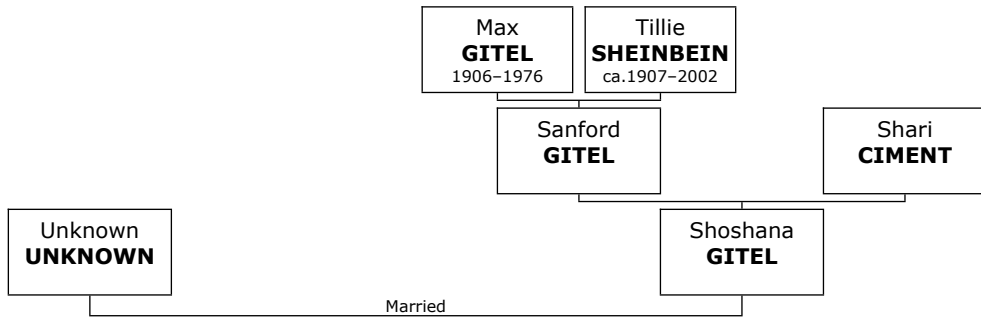 Max
GITEL
1906–1976
Tillie
SHEINBEIN
ca.1907–2002
Sanford
GITEL
Shari
CIMENT
Unknown
UNKNOWN
Shoshana
GITEL
Married